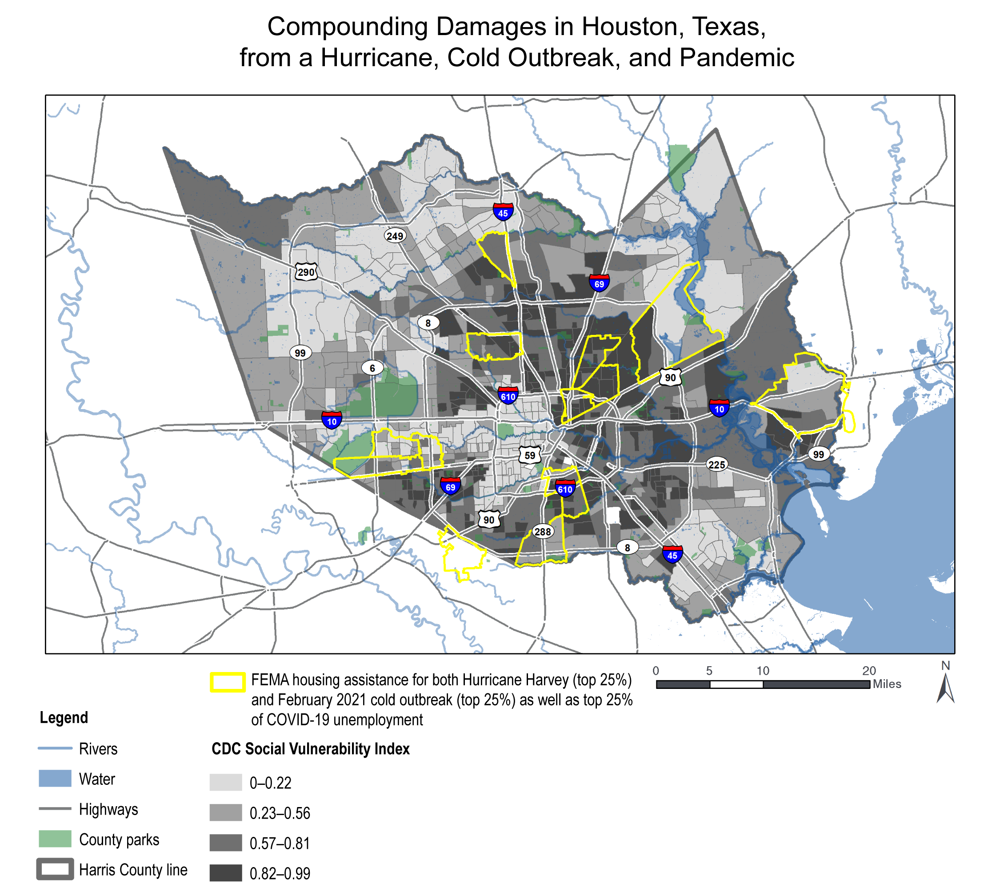 Compounding Damages in Houston, Texas,
from a Hurricane, Cold Outbreak, and Pandemic
45
249
290
69
8
99
6
90
610
10
10
59
99
225
69
610
90
288
8
45
FEMA housing assistance for both Hurricane Harvey (top 25%)
and February 2021 cold outbreak (top 25%) as well as top 25%
of COVID-19 unemployment
0 5 10 20
Miles
N
Legend
Rivers
Water
Highways
County parks
Harris County line
CDC Social Vulnerability Index
0–0.22
0.23–0.56
0.57–0.81
0.82–0.99